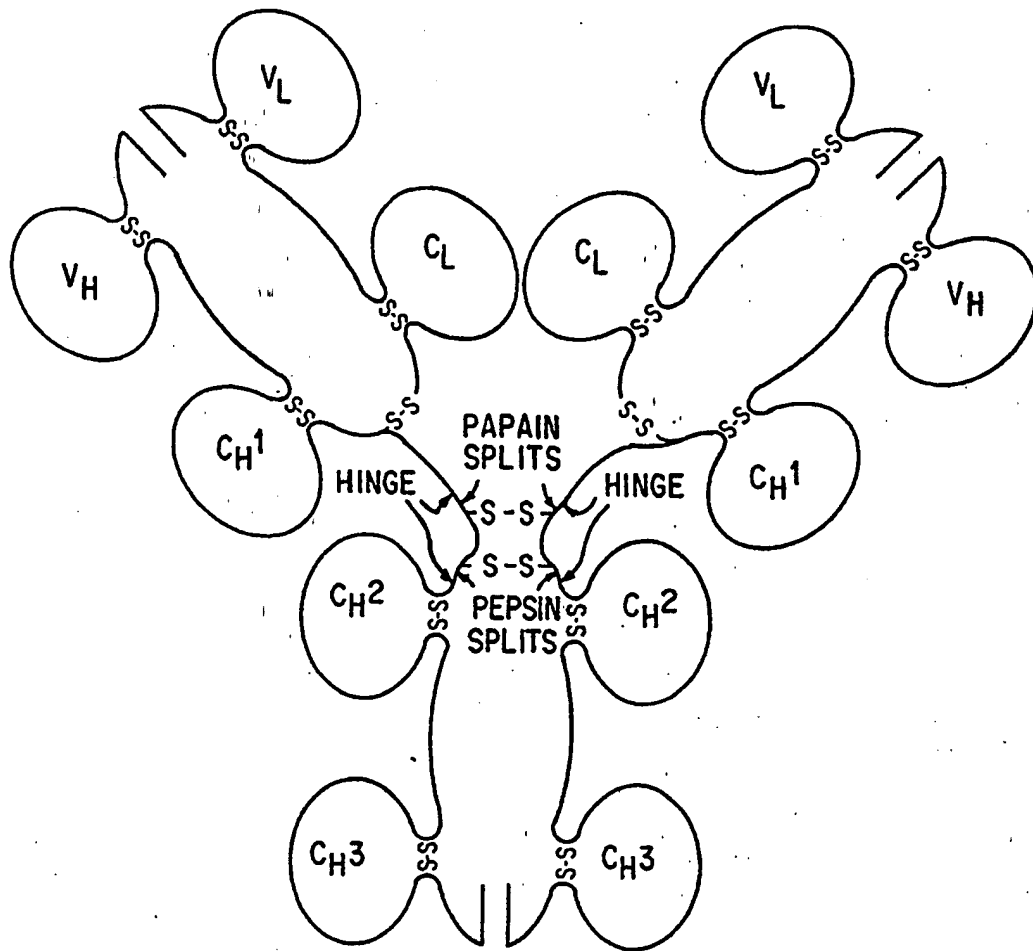 VL
VL
S-S
S-S
CL
CL
VH
S-S
S-S
VH
S-S
S-S
S-S
S-S
S-S
S-S
CH1
CH1
PAPAIN
SPLITS
HINGE
HINGE
S-S
S-S
CH2
S-S
PEPSIN
SPLITS
S-S
CH2
CH3
S-S
S-S
CH3